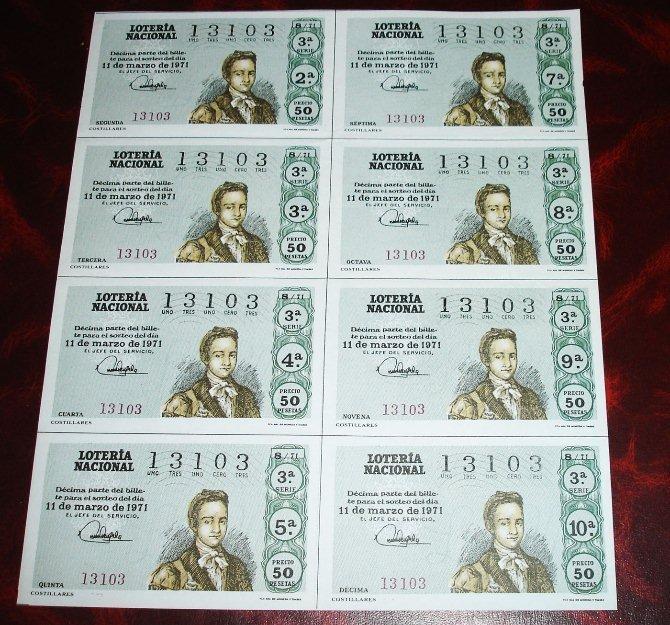 LOTERÍA NACIONAL 13103 8/71
UNO TRES UNO CERO TRES
3ª SERIE
Décima parte del bille-
te para el sorteo del día
11 de marzo de 1971
EL JEFE DEL SERVICIO,
2ª
13103
PRECIO 50 PESETAS
SEGUNDA
COSTILLARES
LOTERÍA NACIONAL 13103 8/71
UNO TRES UNO CERO TRES
3ª SERIE
Décima parte del bille-
te para el sorteo del día
11 de marzo de 1971
EL JEFE DEL SERVICIO,
7ª
13103
PRECIO 50 PESETAS
SÉPTIMA
COSTILLARES
LOTERÍA NACIONAL 13103 8/71
UNO TRES UNO CERO TRES
3ª SERIE
Décima parte del bille-
te para el sorteo del día
11 de marzo de 1971
EL JEFE DEL SERVICIO,
3ª
13103
PRECIO 50 PESETAS
TERCERA
COSTILLARES
LOTERÍA NACIONAL 13103 8/71
UNO TRES UNO CERO TRES
3ª SERIE
Décima parte del bille-
te para el sorteo del día
11 de marzo de 1971
EL JEFE DEL SERVICIO,
8ª
13103
PRECIO 50 PESETAS
OCTAVA
COSTILLARES
LOTERÍA NACIONAL 13103 8/71
UNO TRES UNO CERO TRES
3ª SERIE
Décima parte del bille-
te para el sorteo del día
11 de marzo de 1971
EL JEFE DEL SERVICIO,
4ª
13103
PRECIO 50 PESETAS
CUARTA
COSTILLARES
LOTERÍA NACIONAL 13103 8/71
UNO TRES UNO CERO TRES
3ª SERIE
Décima parte del bille-
te para el sorteo del día
11 de marzo de 1971
EL JEFE DEL SERVICIO,
9ª
13103
PRECIO 50 PESETAS
NOVENA
COSTILLARES
LOTERÍA NACIONAL 13103 8/71
UNO TRES UNO CERO TRES
3ª SERIE
Décima parte del bille-
te para el sorteo del día
11 de marzo de 1971
EL JEFE DEL SERVICIO,
5ª
13103
PRECIO 50 PESETAS
QUINTA
COSTILLARES
LOTERÍA NACIONAL 13103 8/71
UNO TRES UNO CERO TRES
3ª SERIE
Décima parte del bille-
te para el sorteo del día
11 de marzo de 1971
EL JEFE DEL SERVICIO,
10ª
13103
PRECIO 50 PESETAS
DÉCIMA
COSTILLARES